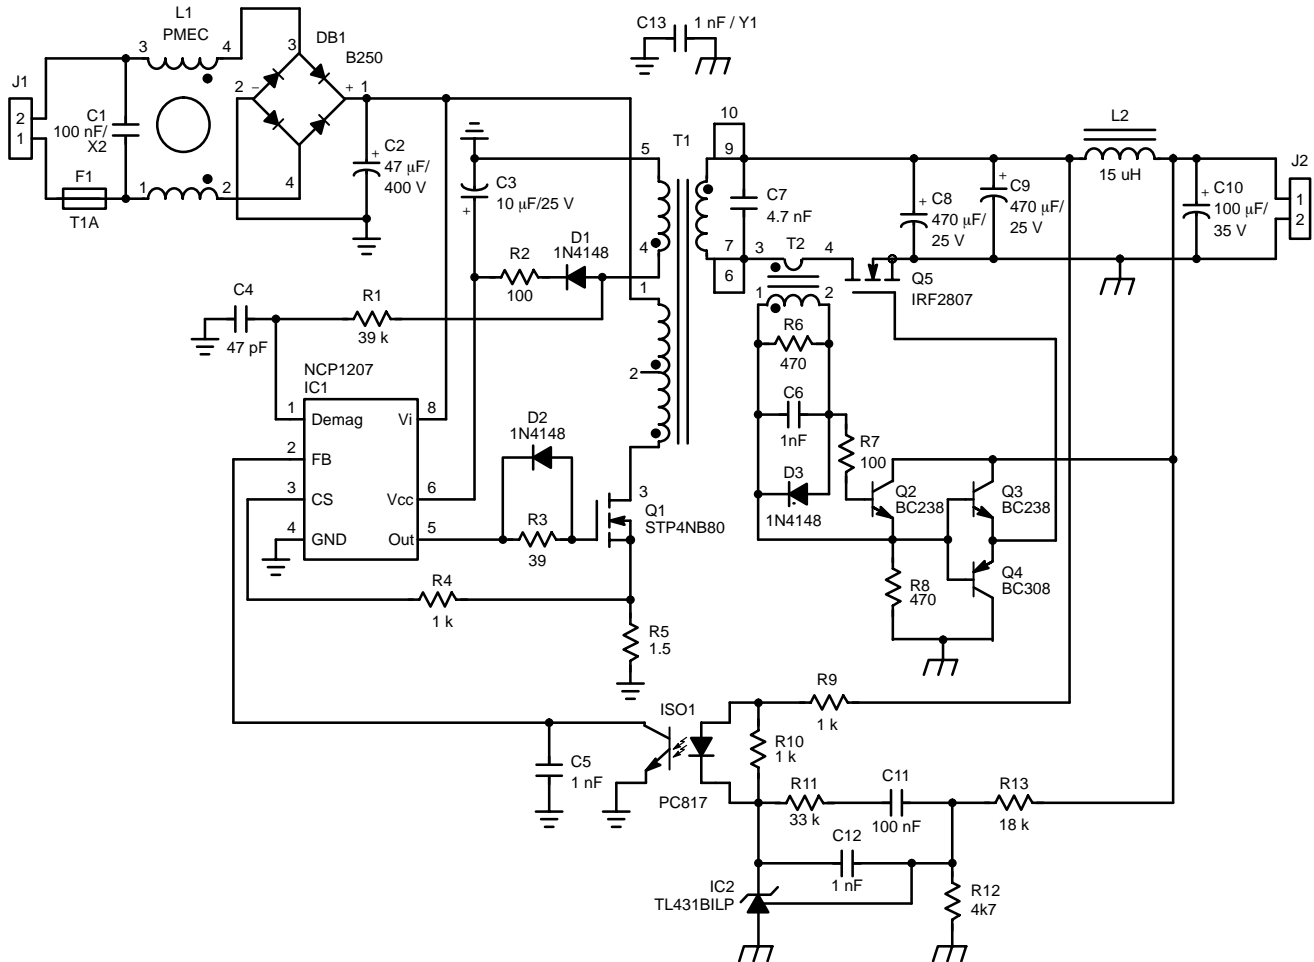 L1
PMEC
3
4
3
DB1
B250
2
−
+
1
J1
2
1
C1
100 nF/
X2
+
C2
47 μF/
400 V
F1
T1A
1
2
4
C13
1 nF / Y1
10
9
T1
5
C3
10 μF/25 V
+
4
D1
1N4148
R2
100
1
C7
4.7 nF
7
6
3
T2
4
1
2
Q5
IRF2807
+
C8
470 μF/
25 V
+
C9
470 μF/
25 V
L2
15 uH
+
C10
100 μF/
35 V
J2
1
2
C4
47 pF
R1
39 k
2
R6
470
C6
1nF
D3
1N4148
R7
100
NCP1207
IC1
1
Demag
Vi
8
2
FB
3
CS
Vcc
6
4
GND
Out
5
D2
1N4148
R3
39
3
Q1
STP4NB80
Q2
BC238
Q3
BC238
Q4
BC308
R8
470
R4
1 k
R5
1.5
R9
1 k
ISO1
PC817
R10
1 k
C5
1 nF
R11
33 k
C11
100 nF
R13
18 k
C12
1 nF
IC2
TL431BILP
R12
4k7